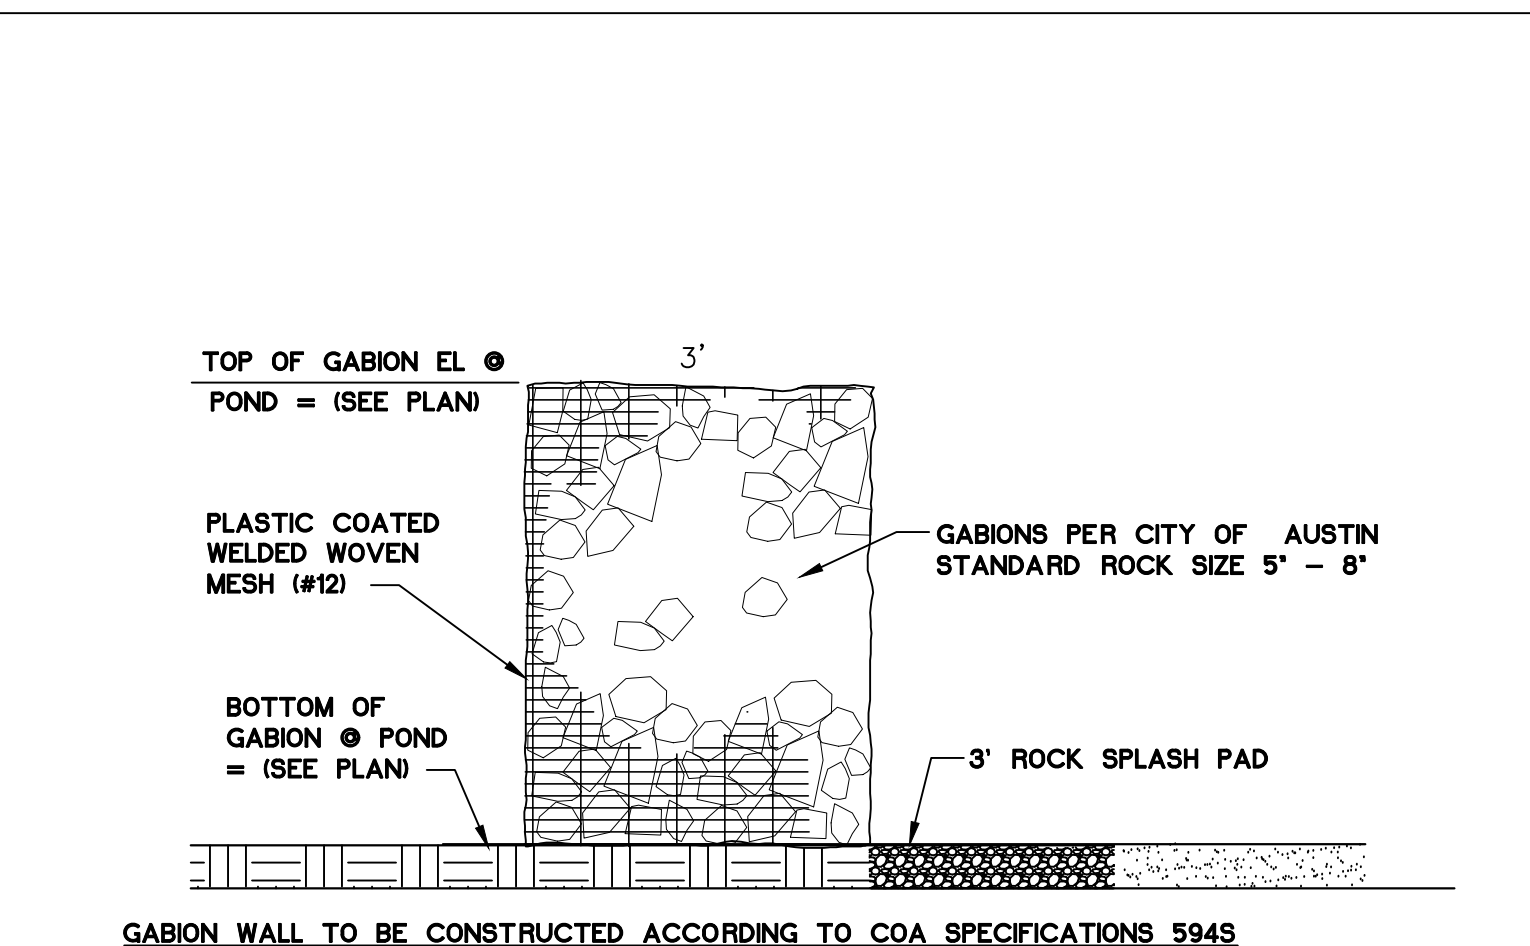 3'
TOP OF GABION EL @
POND = (SEE PLAN)
PLASTIC COATED
WELDED WOVEN
MESH (#12)
GABIONS PER CITY OF AUSTIN
STANDARD ROCK SIZE 5" - 8"
BOTTOM OF
GABION @ POND
= (SEE PLAN)
3' ROCK SPLASH PAD
GABION WALL TO BE CONSTRUCTED ACCORDING TO COA SPECIFICATIONS 594S